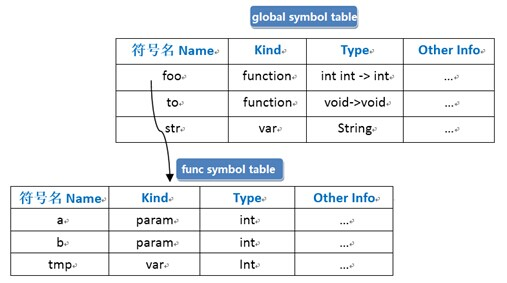 global symbol table
符号名 Name Kind Type Other Info
foo function int int -> int ...
to function void->void ...
str var String ...
func symbol table
符号名 Name Kind Type Other Info
a param int ...
b param int ...
tmp var Int ...